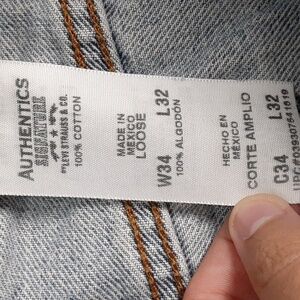 AUTHENTICS
SIGNATURE
BY LEVI STRAUSS & CO.
100% COTTON
MADE IN
MEXICO
LOOSE
W34 L32
100% ALGODÓN
HECHO EN
MÉXICO
CORTE AMPLIO
C34 L32